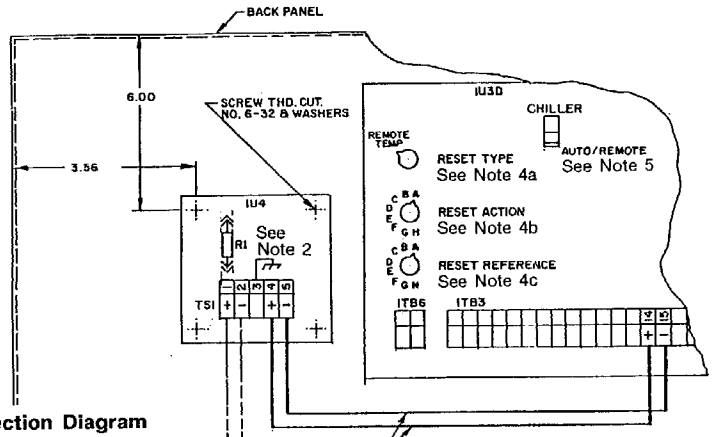 BACK PANEL
6.00
SCREW THD. CUT.
NO. 6-32 & WASHERS
3.56
1U3D
CHILLER
AUTO/REMOTE
See Note 5
REMOTE
TEMP
RESET TYPE
See Note 4a
C B A
D
E
F G H
RESET ACTION
See Note 4b
C B A
D
E
F G H
RESET REFERENCE
See Note 4c
1TB6
1TB3
14 15
+ -
1U4
R1
See
Note 2
TS1
1 2 3 4 5
+ - + -
ection Diagram